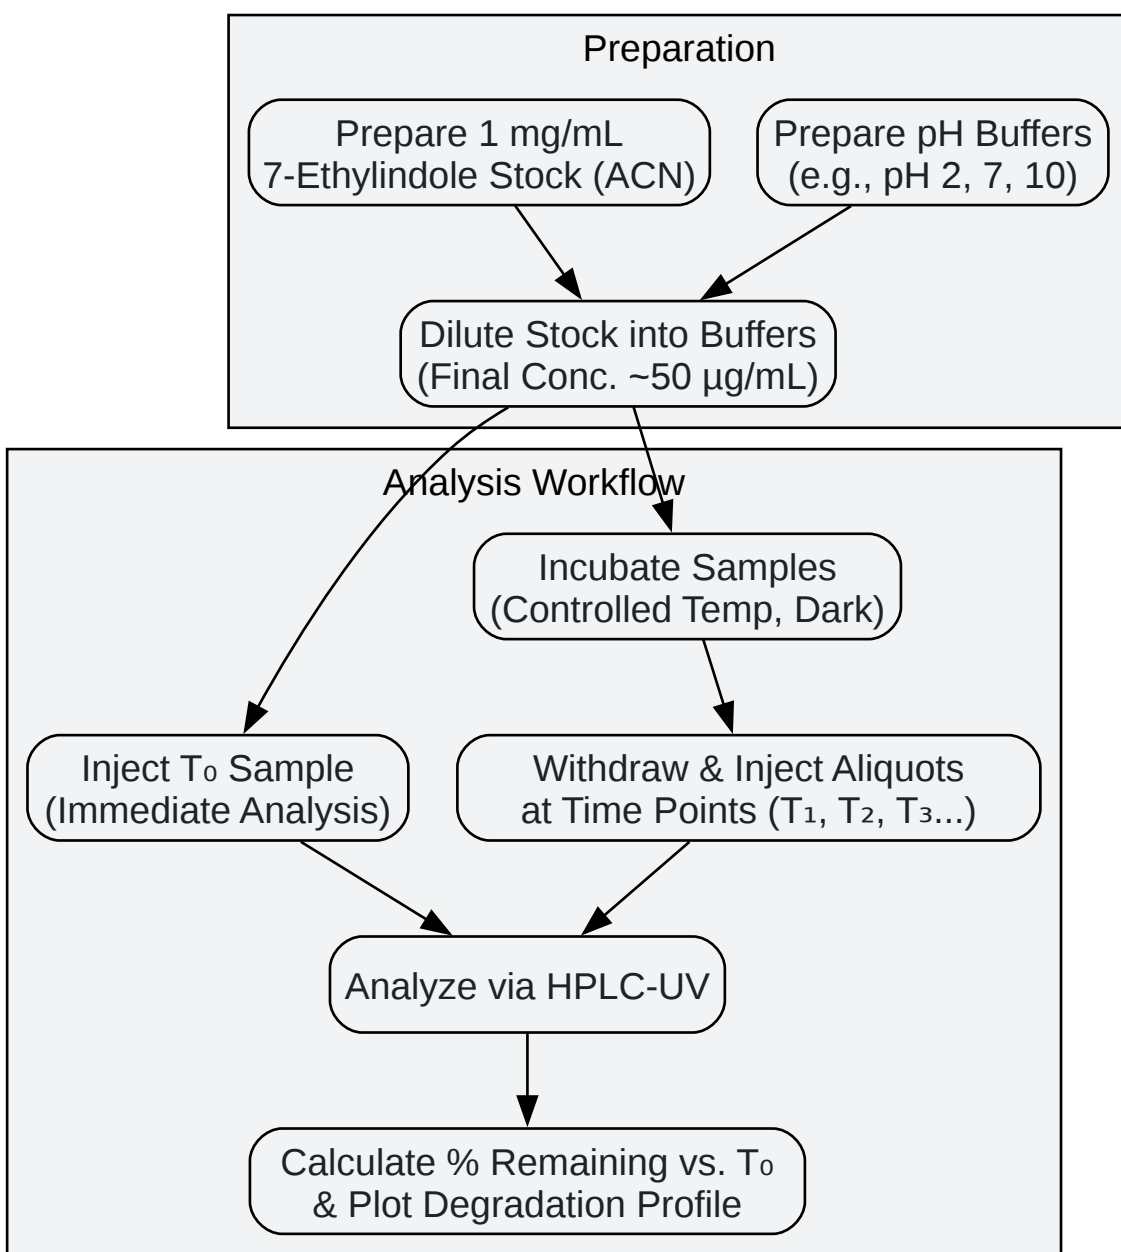 Preparation
Prepare 1 mg/mL
7-Ethylindole Stock (ACN)
Prepare pH Buffers
(e.g., pH 2, 7, 10)
Dilute Stock into Buffers
(Final Conc. ~50 µg/mL)
Analysis Workflow
Incubate Samples
(Controlled Temp, Dark)
Inject T₀ Sample
(Immediate Analysis)
Withdraw & Inject Aliquots
at Time Points (T₁, T₂, T₃...)
Analyze via HPLC-UV
Calculate % Remaining vs. T₀
& Plot Degradation Profile